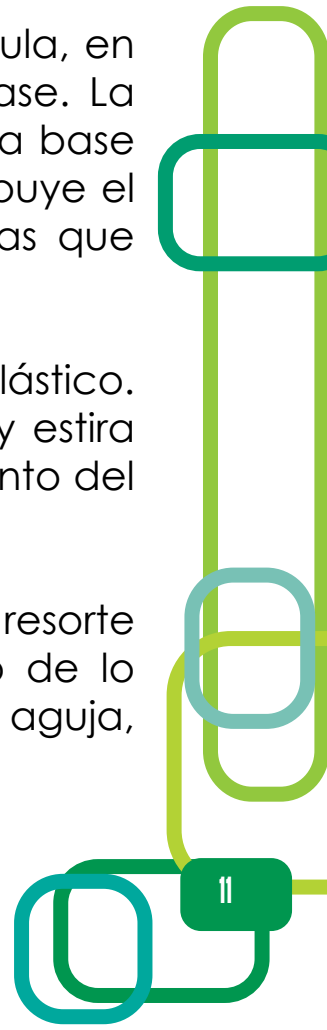 ula, en
ase. La
a base
buye el
as que
lástico.
y estira
nto del
resorte
o de lo
aguja,
11